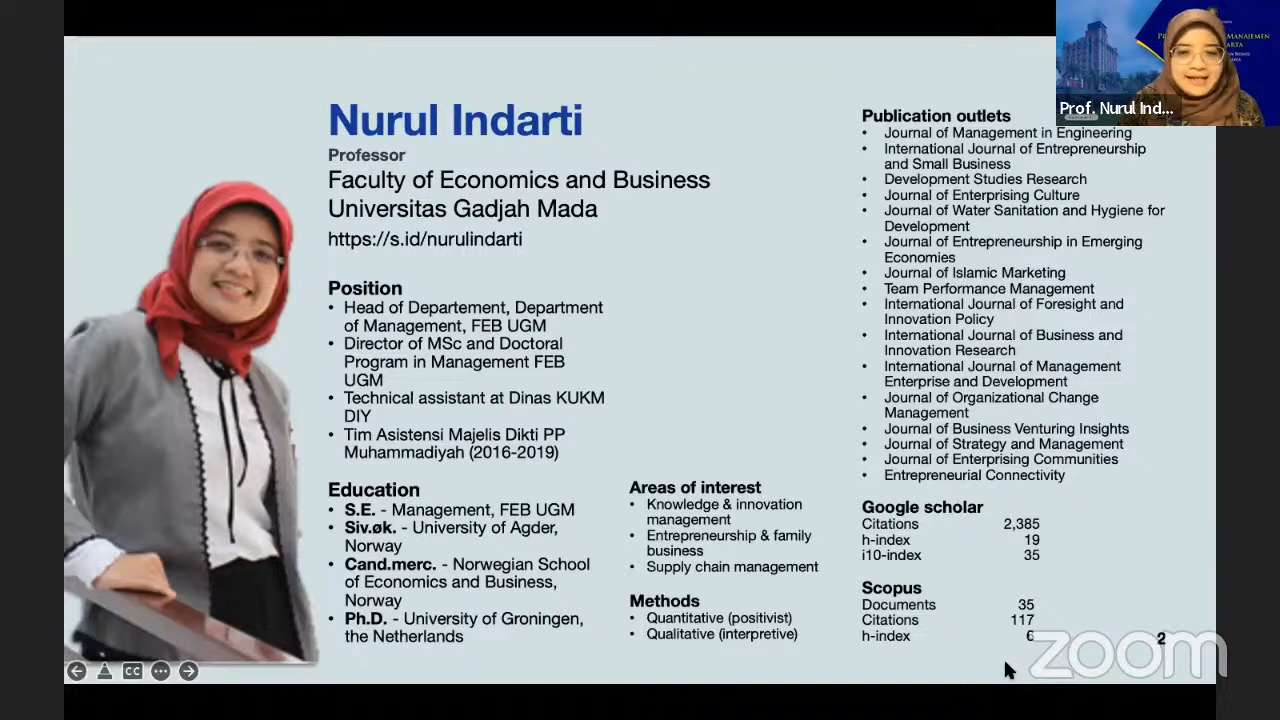 Nurul Indarti
Professor
Faculty of Economics and Business
Universitas Gadjah Mada
https://s.id/nurulindarti
Position
• Head of Departement, Department
of Management, FEB UGM
• Director of MSc and Doctoral
Program in Management FEB
UGM
• Technical assistant at Dinas KUKM
DIY
• Tim Asistensi Majelis Dikti PP
Muhammadiyah (2016-2019)
Education
• S.E. - Management, FEB UGM
• Siv.øk. - University of Agder,
Norway
• Cand.merc. - Norwegian School
of Economics and Business,
Norway
• Ph.D. - University of Groningen,
the Netherlands
Areas of interest
• Knowledge & innovation
management
• Entrepreneurship & family
business
• Supply chain management
Methods
• Quantitative (positivist)
• Qualitative (interpretive)
Publication outlets
• Journal of Management in Engineering
• International Journal of Entrepreneurship
and Small Business
• Development Studies Research
• Journal of Enterprising Culture
• Journal of Water Sanitation and Hygiene for
Development
• Journal of Entrepreneurship in Emerging
Economies
• Journal of Islamic Marketing
• Team Performance Management
• International Journal of Foresight and
Innovation Policy
• International Journal of Business and
Innovation Research
• International Journal of Management
Enterprise and Development
• Journal of Organizational Change
Management
• Journal of Business Venturing Insights
• Journal of Strategy and Management
• Journal of Enterprising Communities
• Entrepreneurial Connectivity
Google scholar
Citations 2,385
h-index 19
i10-index 35
Scopus
Documents 35
Citations 117
h-index 6
2
zoom
CC
Prof. Nurul Ind...
MANAJEMEN